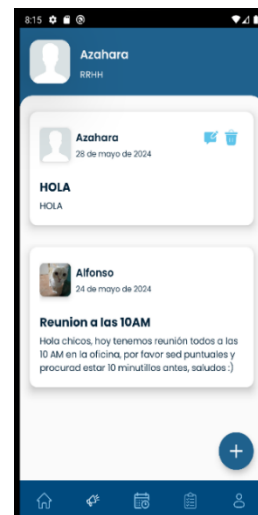 8:15
Azahara
RRHH
Azahara
28 de mayo de 2024
HOLA
HOLA
Alfonso
24 de mayo de 2024
Reunion a las 10AM
Hola chicos, hoy tenemos reunión todos a las
10 AM en la oficina, por favor sed puntuales y
procurad estar 10 minutillos antes, saludos :)
+